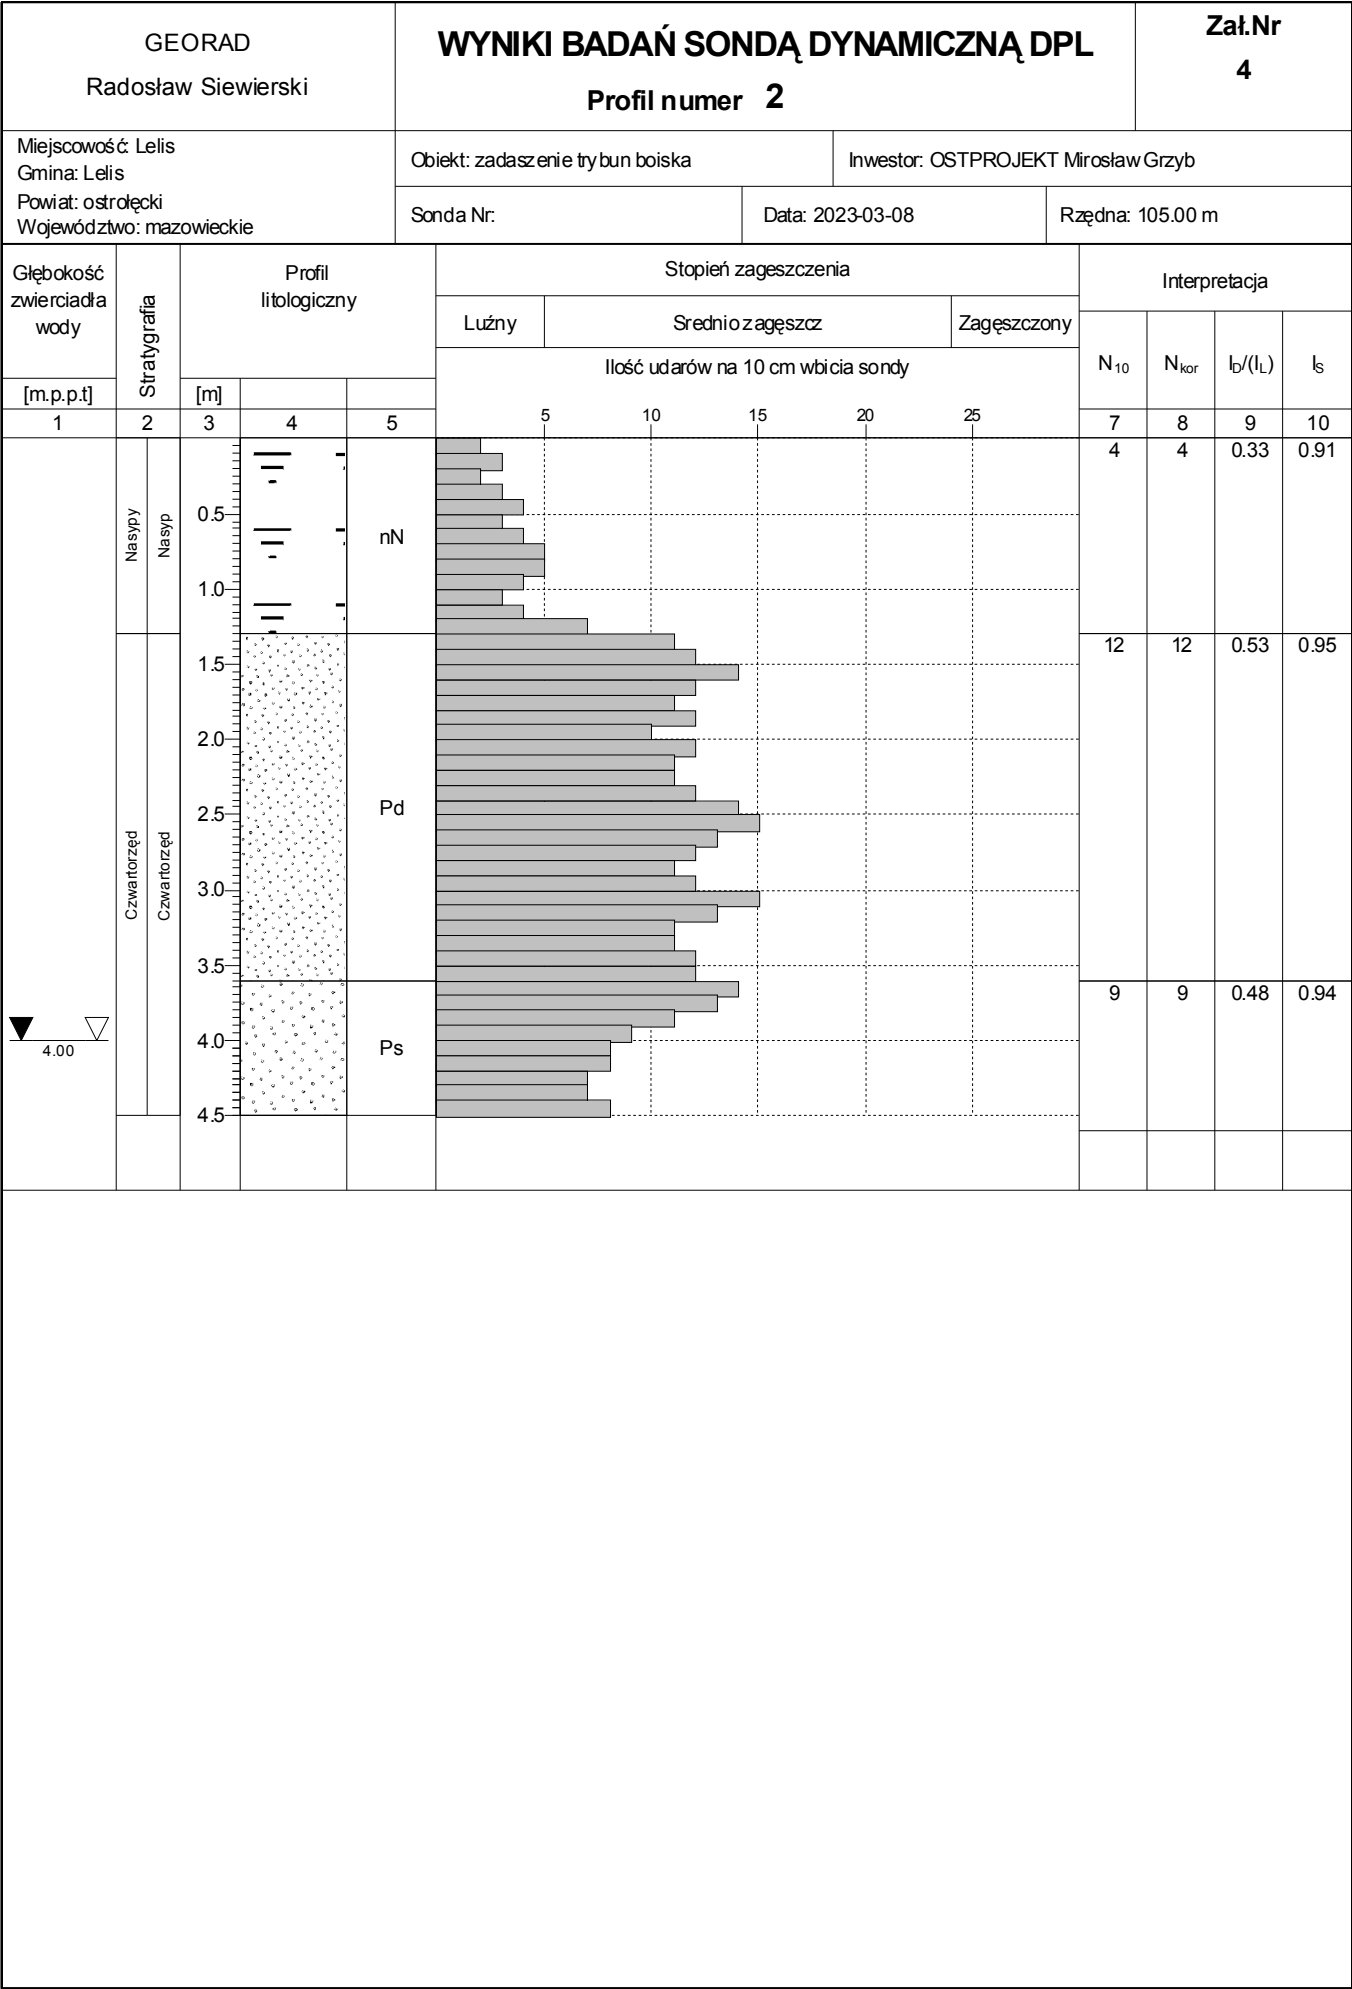 GEORAD
Radosław Siewierski
WYNIKI BADAŃ SONDĄ DYNAMICZNĄ DPL
Profil numer 2
Zał.Nr
4
Miejscowość: Lelis
Gmina: Lelis
Powiat: ostrołęcki
Województwo: mazowieckie
Obiekt: zadaszenie trybun boiska
Inwestor: OSTPROJEKT Mirosław Grzyb
Sonda Nr:
Data: 2023-03-08
Rzędna: 105.00 m
Głębokość
zwierciadła
wody
[m.p.p.t]
Stratygrafia
Profil
litologiczny
[m]
Stopień zageszczenia
Luźny
Srednio zagęszcz
Zagęszczony
Ilość udarów na 10 cm wbicia sondy
5 10 15 20 25
Interpretacja
N10 Nkor ID/(IL) IS
1 2 3 4 5 7 8 9 10
Nasypy
Nasyp
nN
4 4 0.33 0.91
0.5
1.0
12 12 0.53 0.95
1.5
2.0
Czwartorzęd
Czwartorzęd
Pd
2.5
3.0
3.5
9 9 0.48 0.94
4.00
4.0
Ps
4.5